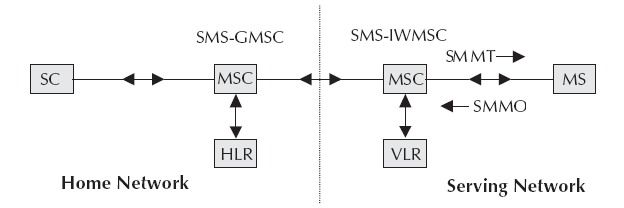 SMS-GMSC
SMS-IWMSC
SM MT
SC
MSC
MSC
MS
SMMO
HLR
VLR
Home Network
Serving Network